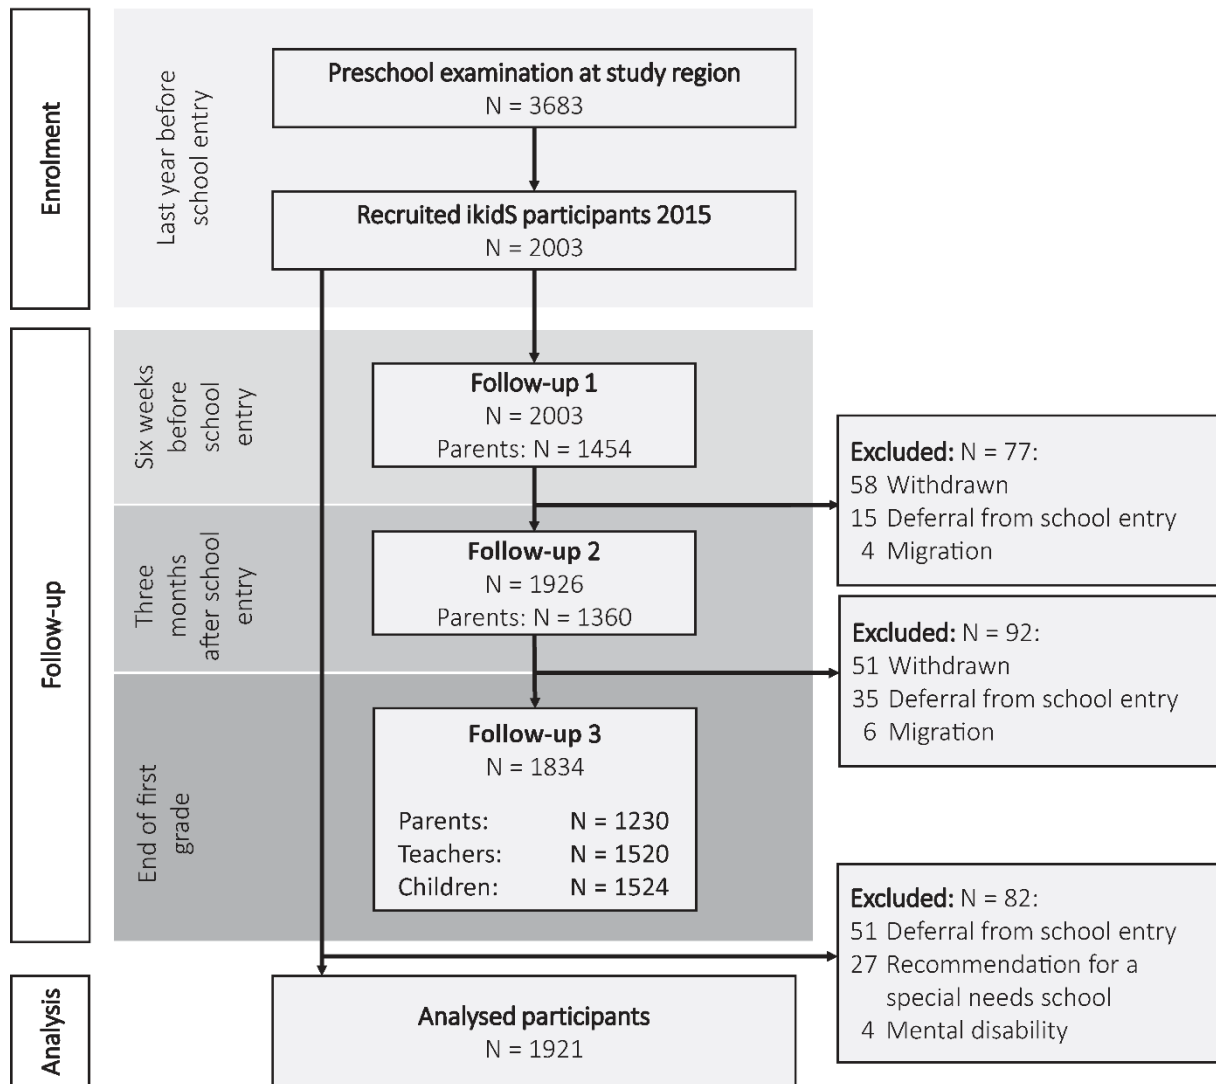 Enrolment
Last year before
school entry
Preschool examination at study region
N = 3683
Recruited ikidS participants 2015
N = 2003
Follow-up
Six weeks
before
school
entry
Follow-up 1
N = 2003
Parents: N = 1454
Excluded: N = 77:
58 Withdrawn
15 Deferral from school entry
4 Migration
Three
months
after school
entry
Follow-up 2
N = 1926
Parents: N = 1360
Excluded: N = 92:
51 Withdrawn
35 Deferral from school entry
6 Migration
End of first
grade
Follow-up 3
N = 1834
Parents: N = 1230
Teachers: N = 1520
Children: N = 1524
Excluded: N = 82:
51 Deferral from school entry
27 Recommendation for a
special needs school
4 Mental disability
Analysis
Analysed participants
N = 1921